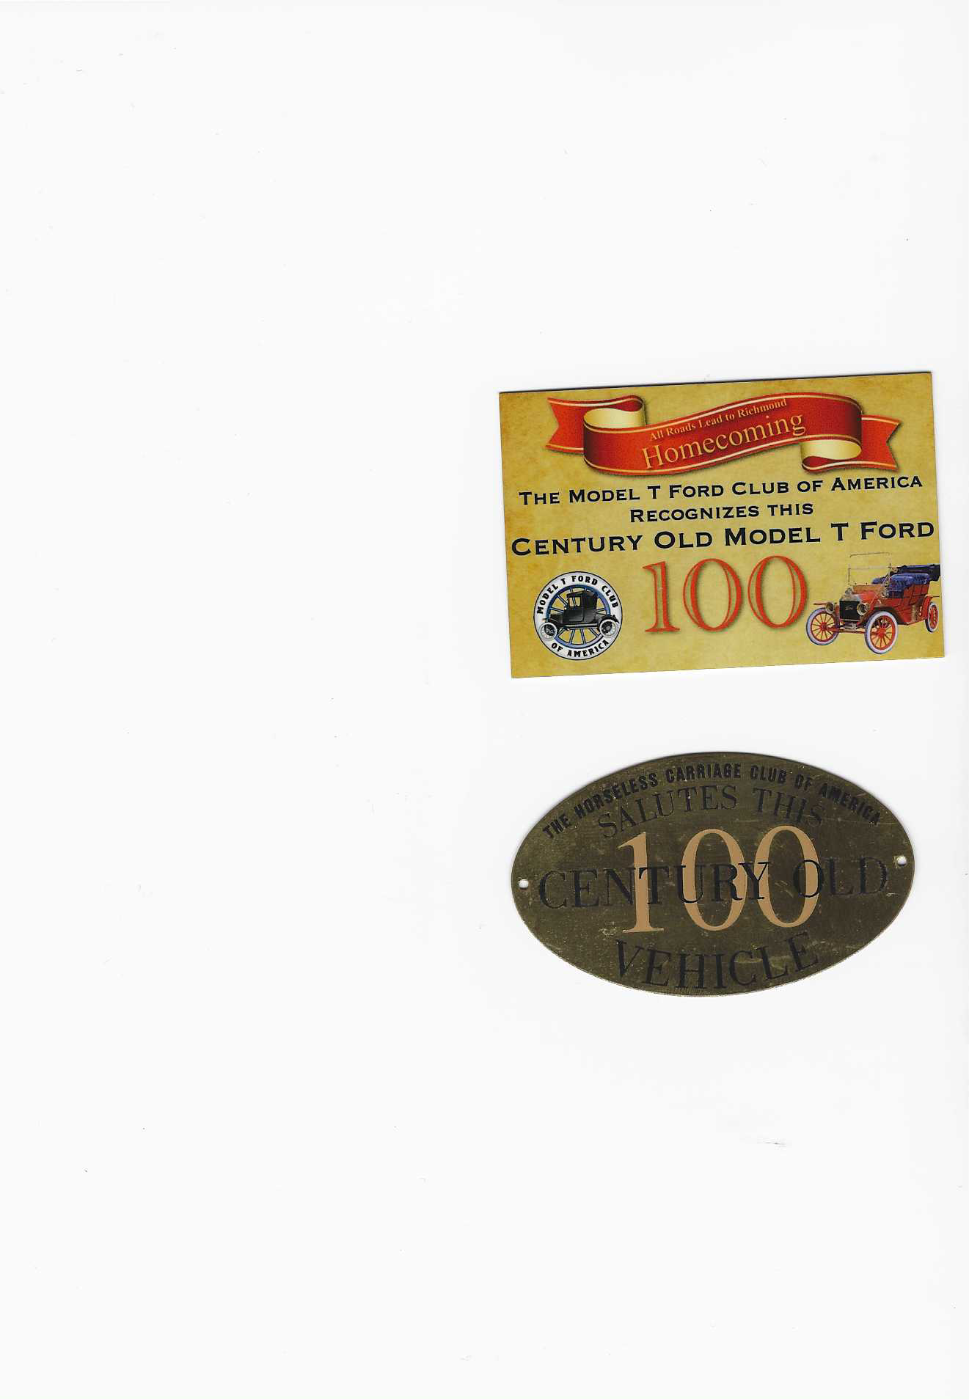 All Roads Lead to Richmond
Homecoming
THE MODEL T FORD CLUB OF AMERICA
RECOGNIZES THIS
CENTURY OLD MODEL T FORD
100
MODEL T FORD CLUB
OF AMERICA
THE HORSELESS CARRIAGE CLUB OF AMERICA
SALUTES THIS
100
CENTURY OLD
VEHICLE